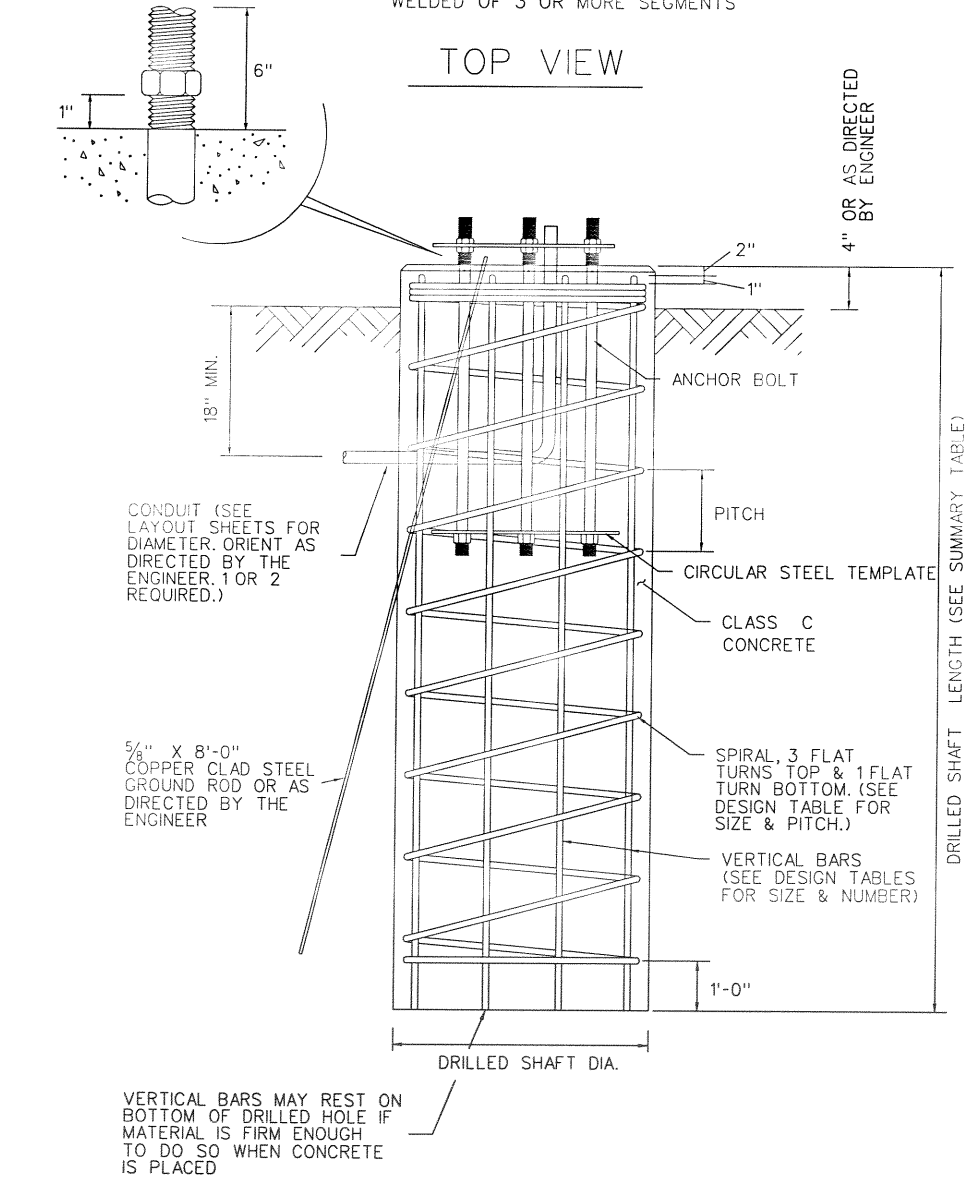 WELDED OF 3 OR MORE SEGMENTS
TOP VIEW
6"
1"
4" OR AS DIRECTED
BY ENGINEER
2"
1"
18" MIN.
ANCHOR BOLT
CONDUIT (SEE
LAYOUT SHEETS FOR
DIAMETER. ORIENT AS
DIRECTED BY THE
ENGINEER. 1 OR 2
REQUIRED.)
PITCH
CIRCULAR STEEL TEMPLATE
CLASS C
CONCRETE
DRILLED SHAFT LENGTH (SEE SUMMARY TABLE)
5/8" X 8'-0"
COPPER CLAD STEEL
GROUND ROD OR AS
DIRECTED BY THE
ENGINEER
SPIRAL, 3 FLAT
TURNS TOP & 1 FLAT
TURN BOTTOM. (SEE
DESIGN TABLE FOR
SIZE & PITCH.)
VERTICAL BARS
(SEE DESIGN TABLES
FOR SIZE & NUMBER)
1'-0"
DRILLED SHAFT DIA.
VERTICAL BARS MAY REST ON
BOTTOM OF DRILLED HOLE IF
MATERIAL IS FIRM ENOUGH
TO DO SO WHEN CONCRETE
IS PLACED